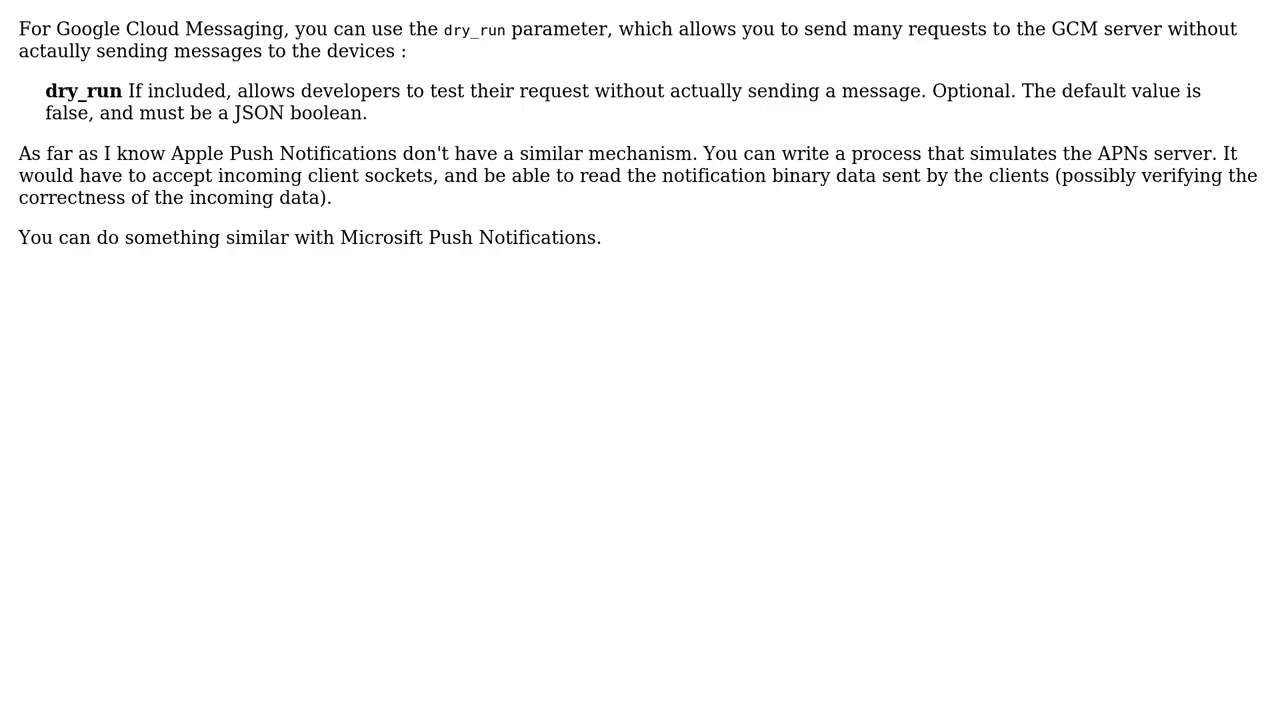 For Google Cloud Messaging, you can use the dry_run parameter, which allows you to send many requests to the GCM server without
actaully sending messages to the devices :
dry_run If included, allows developers to test their request without actually sending a message. Optional. The default value is
false, and must be a JSON boolean.
As far as I know Apple Push Notifications don't have a similar mechanism. You can write a process that simulates the APNs server. It
would have to accept incoming client sockets, and be able to read the notification binary data sent by the clients (possibly verifying the
correctness of the incoming data).
You can do something similar with Microsift Push Notifications.